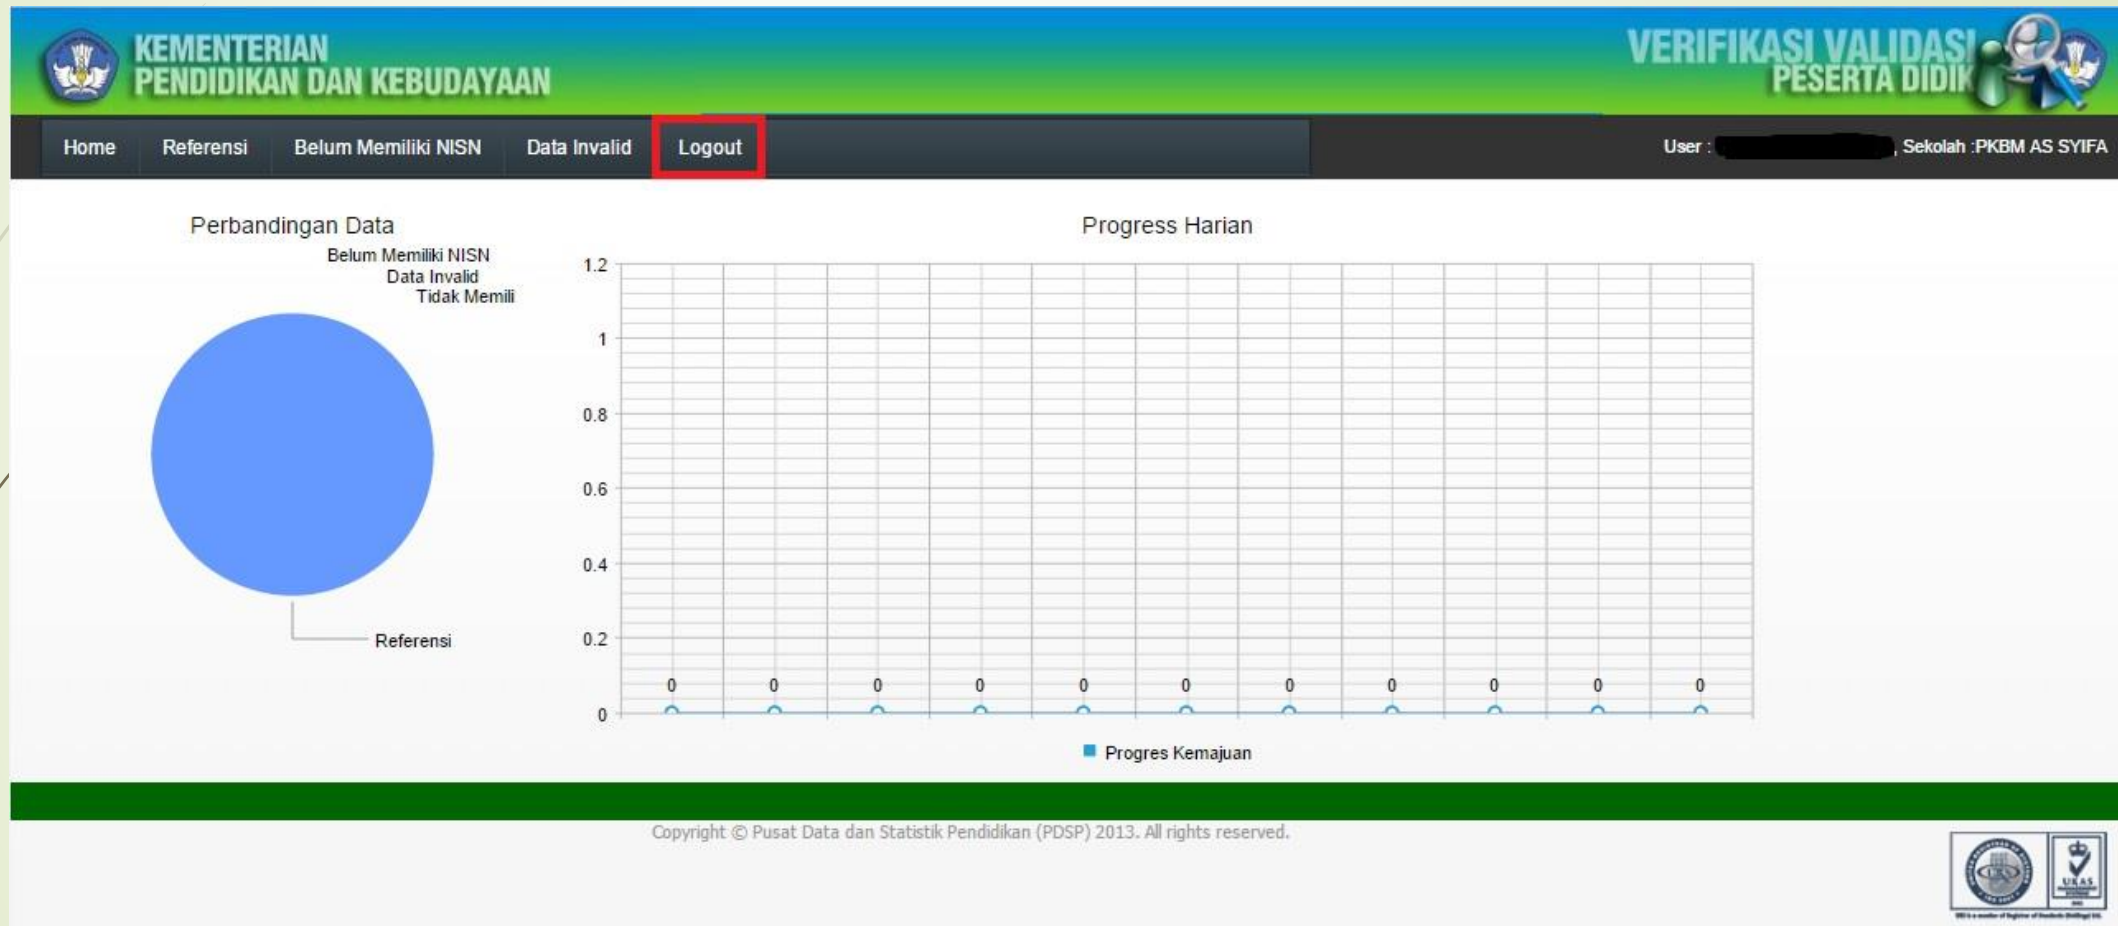 KEMENTERIAN
PENDIDIKAN DAN KEBUDAYAAN
VERIFIKASI VALIDASI
PESERTA DIDIK
Home Referensi Belum Memiliki NISN Data Invalid Logout
User : , Sekolah :PKBM AS SYIFA
Perbandingan Data
Belum Memiliki NISN
Data Invalid
Tidak Memili
Referensi
Progress Harian
1.2
1
0.8
0.6
0.4
0.2
0 0 0 0 0 0 0 0 0 0 0
0
Progres Kemajuan
Copyright © Pusat Data dan Statistik Pendidikan (PDSP) 2013. All rights reserved.
URS
UKAS